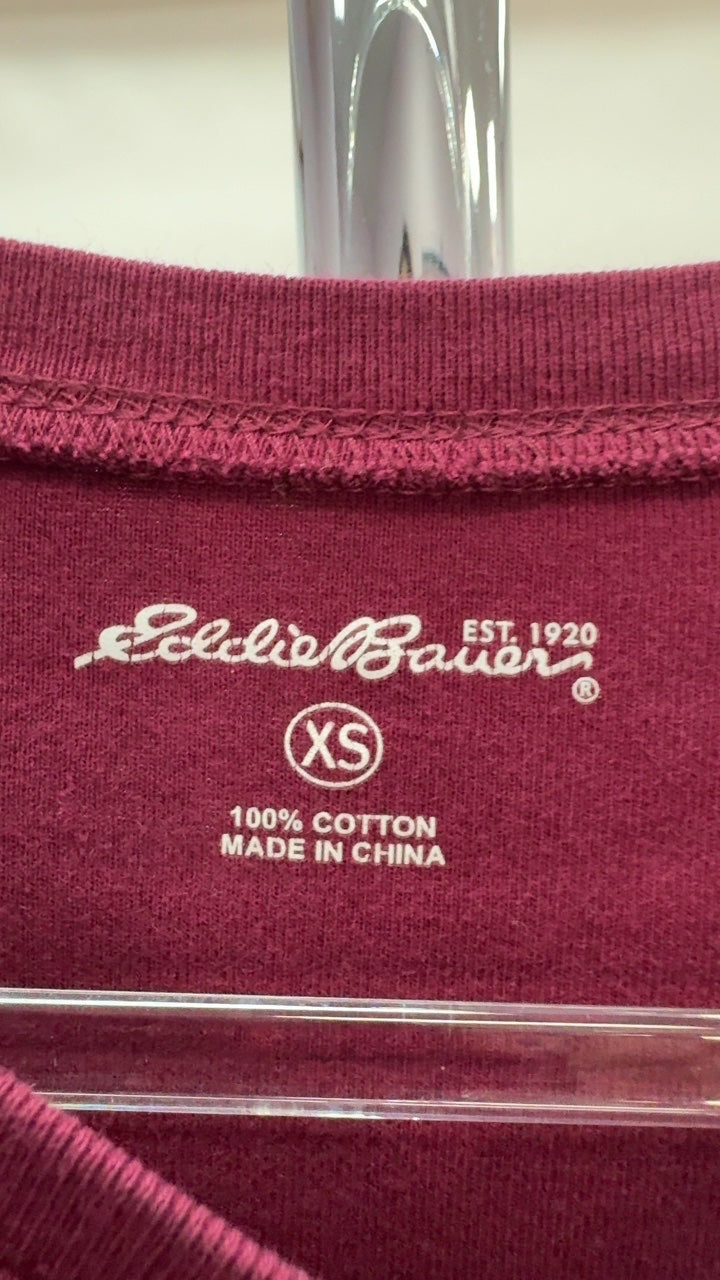 Eddie Bauer EST. 1920
®
XS
100% COTTON
MADE IN CHINA